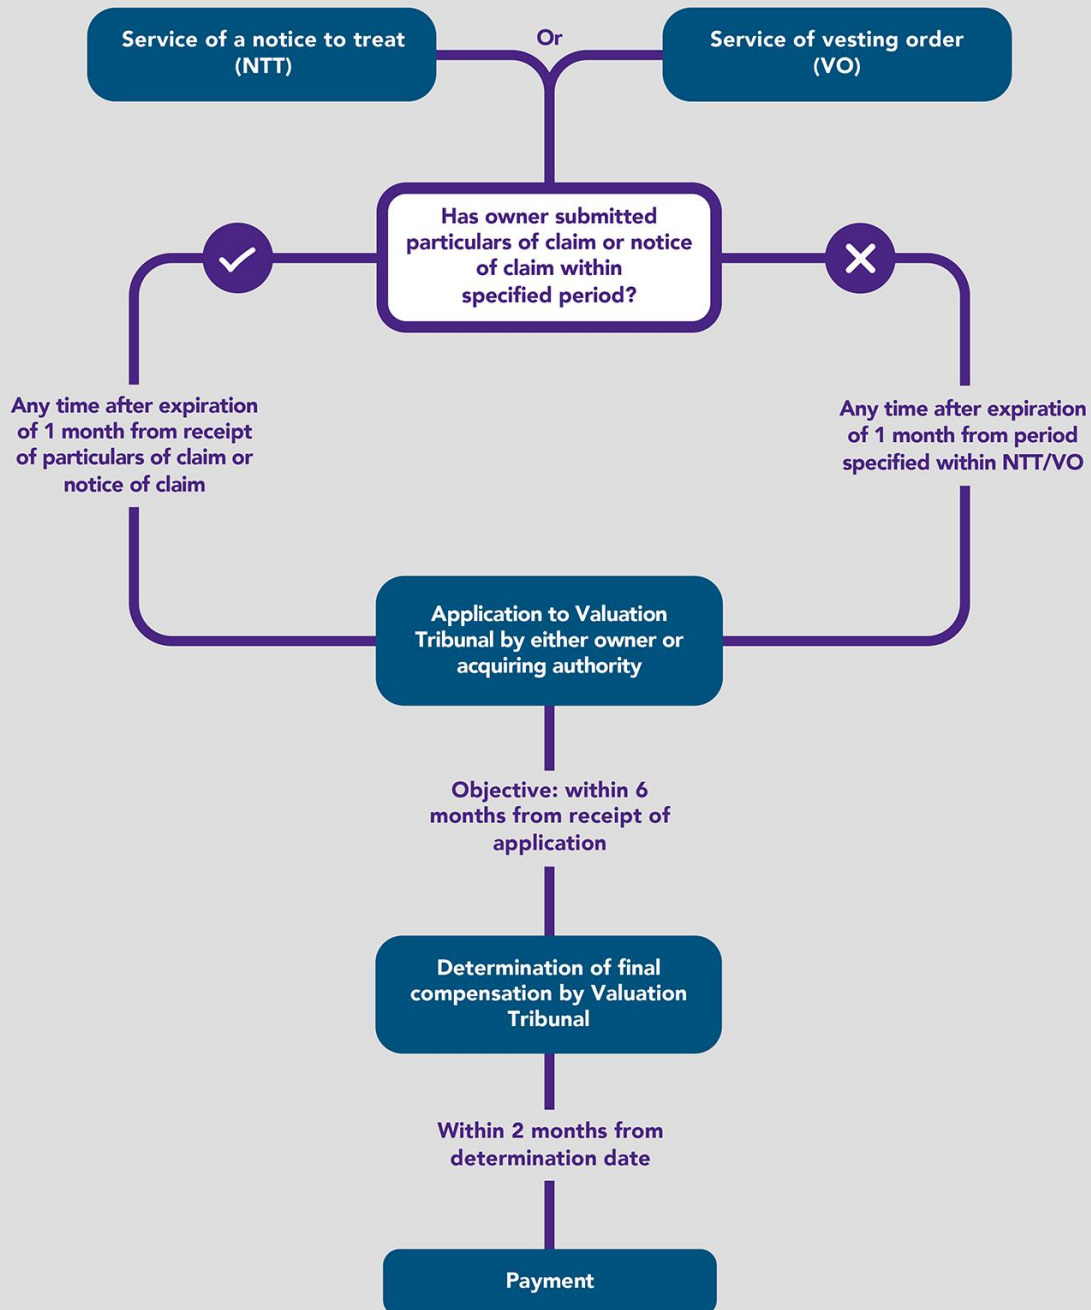 Service of a notice to treat
(NTT)
Or
Service of vesting order
(VO)
Has owner submitted
particulars of claim or notice
of claim within
specified period?
Any time after expiration
of 1 month from receipt
of particulars of claim or
notice of claim
Any time after expiration
of 1 month from period
specified within NTT/VO
Application to Valuation
Tribunal by either owner or
acquiring authority
Objective: within 6
months from receipt of
application
Determination of final
compensation by Valuation
Tribunal
Within 2 months from
determination date
Payment